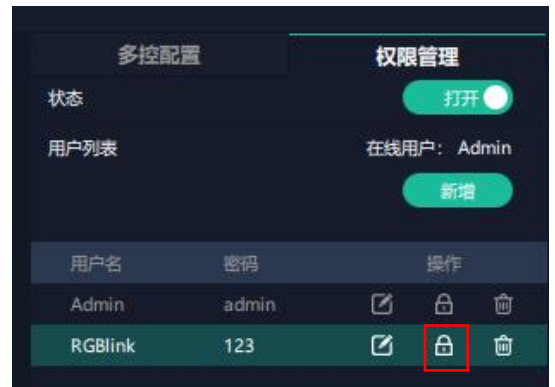 多控配置 权限管理
状态 打开
用户列表 在线用户： Admin
新增
用户名 密码 操作
Admin admin
RGBlink 123